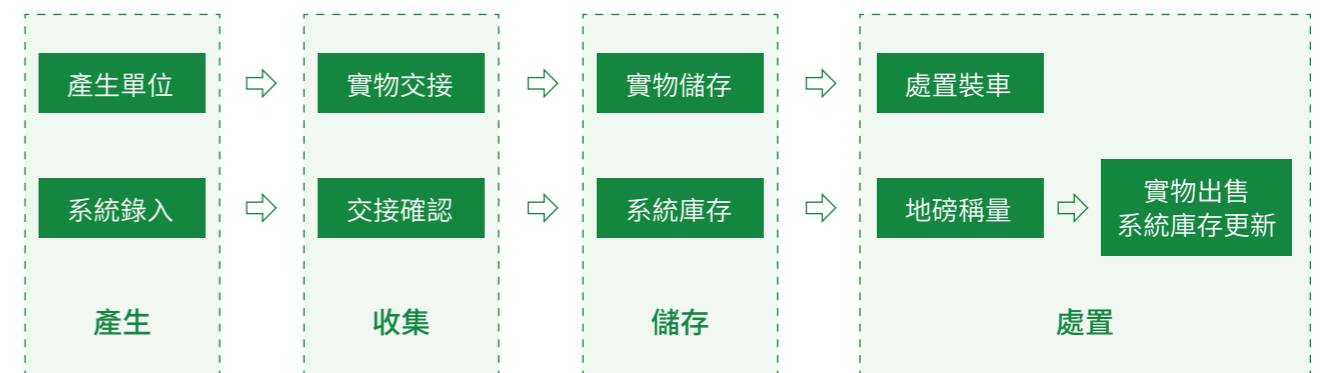 產生單位
實物交接
實物儲存
處置裝車
系統錄入
交接確認
系統庫存
地磅稱量
實物出售
系統庫存更新
產生
收集
儲存
處置